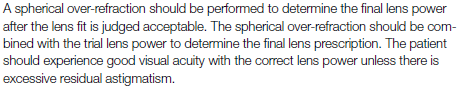 A spherical over-refraction should be performed to determine the final lens power
after the lens fit is judged acceptable. The spherical over-refraction should be com-
bined with the trial lens power to determine the final lens prescription. The patient
should experience good visual acuity with the correct lens power unless there is
excessive residual astigmatism.